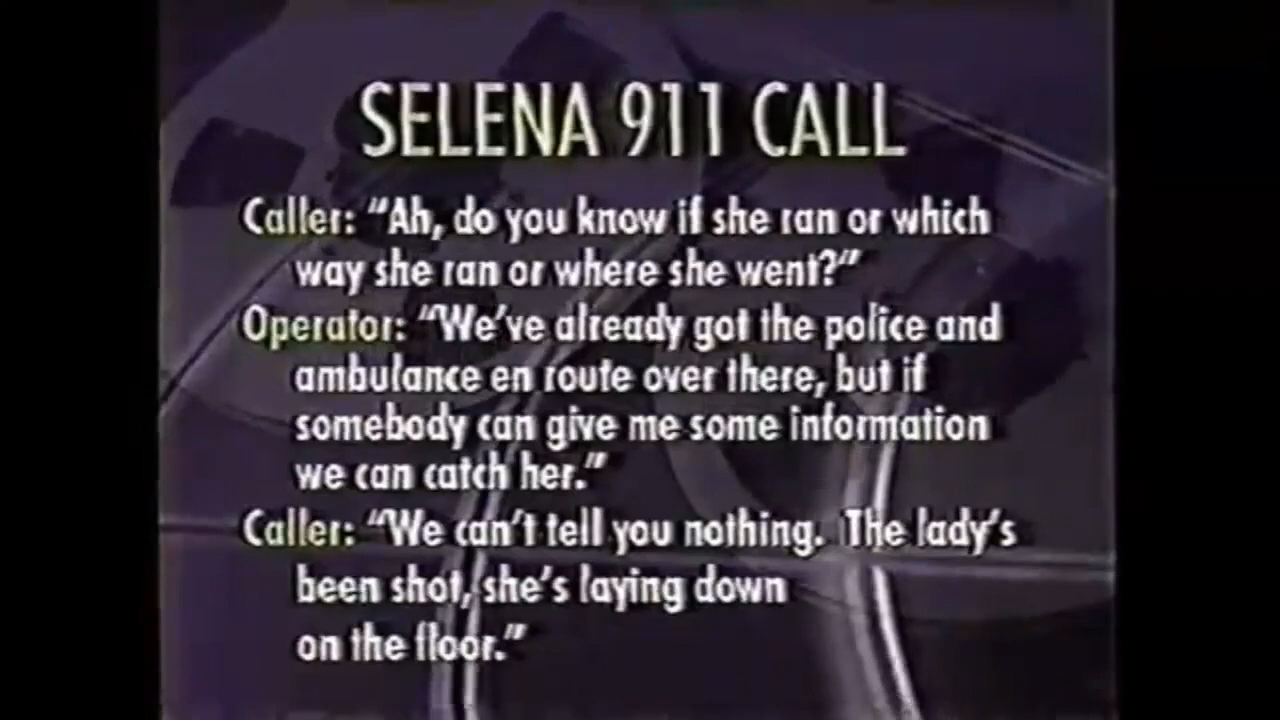 SELENA 911 CALL
Caller: "Ah, do you know if she ran or which
way she ran or where she went?"
Operator: "We've already got the police and
ambulance en route over there, but if
somebody can give me some information
we can catch her."
Caller: "We can't tell you nothing.  The lady's
been shot, she's laying down
on the floor."